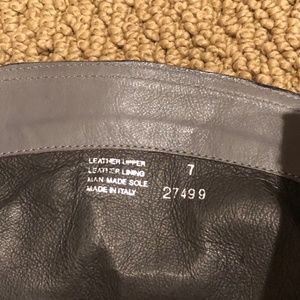 LEATHER UPPER
LEATHER LINING
MAN MADE SOLE
MADE IN ITALY
7
27499